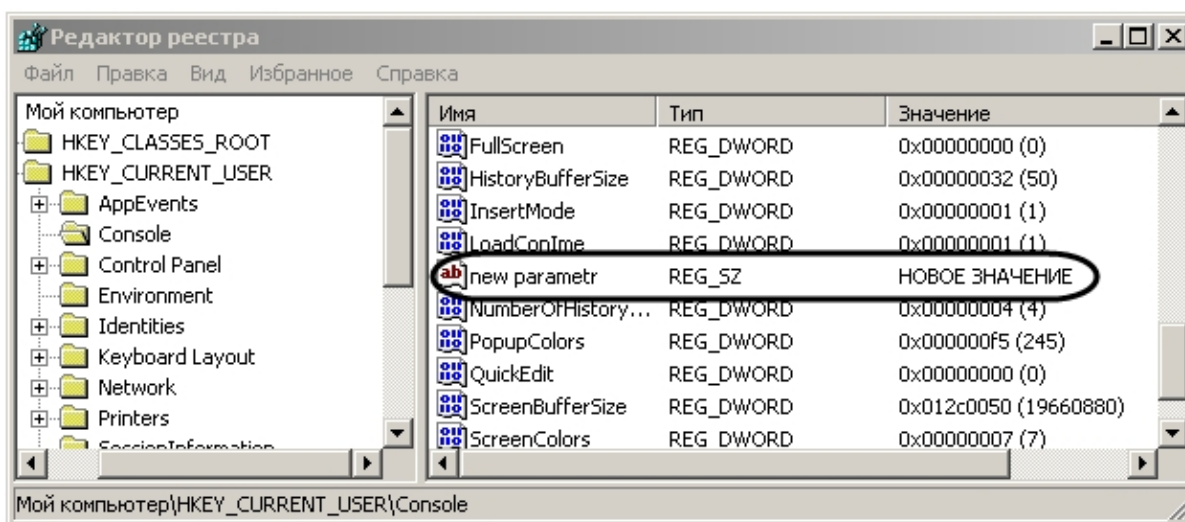 Редактор реестра
Файл Правка Вид Избранное Справка
Мой компьютер
HKEY_CLASSES_ROOT
HKEY_CURRENT_USER
AppEvents
Console
Control Panel
Environment
Identities
Keyboard Layout
Network
Printers
SessionInformation
Имя Тип Значение
FullScreen REG_DWORD 0x00000000 (0)
HistoryBufferSize REG_DWORD 0x00000032 (50)
InsertMode REG_DWORD 0x00000001 (1)
LoadConIme REG_DWORD 0x00000001 (1)
new parametr REG_SZ НОВОЕ ЗНАЧЕНИЕ
NumberOfHistory... REG_DWORD 0x00000004 (4)
PopupColors REG_DWORD 0x000000f5 (245)
QuickEdit REG_DWORD 0x00000000 (0)
ScreenBufferSize REG_DWORD 0x012c0050 (19660880)
ScreenColors REG_DWORD 0x00000007 (7)
Мой компьютер\HKEY_CURRENT_USER\Console